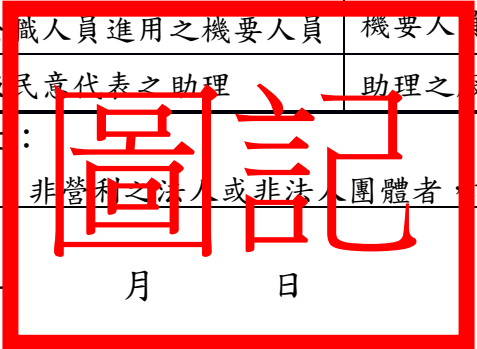 職人員進用之機要人員 機要人員
民意代表之助理 助理之
:
圖記
非營利之法人或非法人團體者，
月 日